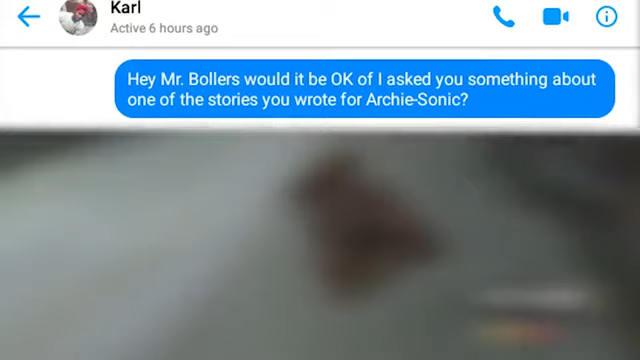 Karl
Active 6 hours ago
Hey Mr. Bollers would it be OK of I asked you something about
one of the stories you wrote for Archie-Sonic?